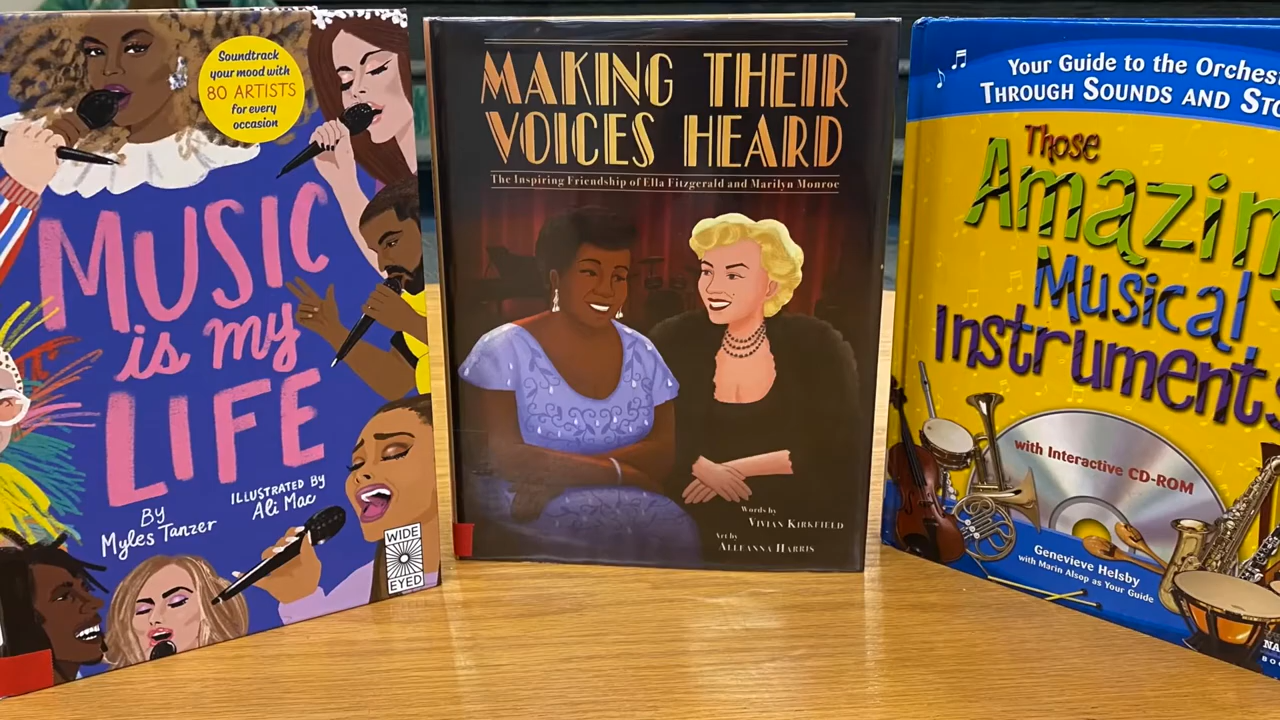 Soundtrack
your mood with
80 ARTISTS
for every
occasion
MUSIC
is my
LIFE
BY
Myles Tanzer
ILLUSTRATED BY
Ali Mac
WIDE
EYED
MAKING THEIR
VOICES HEARD
The Inspiring Friendship of Ella Fitzgerald and Marilyn Monroe
Words by
VIVIAN KIRKFIELD
Art by
ALLEANNA HARRIS
Your Guide to the Orches
THROUGH SOUNDS AND STO
Those
Amazin
Musical
Instruments
with Interactive CD-ROM
Genevieve Helsby
with Marin Alsop as Your Guide